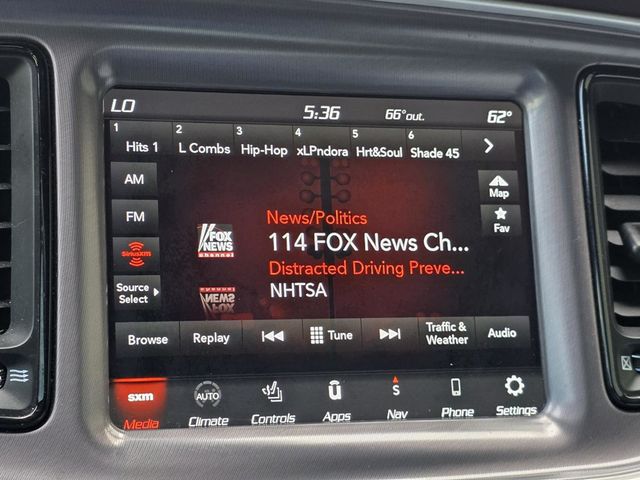 LO 5:36 66°out. 62°
1 2 3 4 5 6
Hits 1 L Combs Hip-Hop xLPndora Hrt&Soul Shade 45
AM
FM
SiriusXM
Source
Select
Map
Fav
FOX
NEWS
channel
News/Politics
114 FOX News Ch...
Distracted Driving Preve...
NHTSA
Browse Replay Tune Traffic & Weather Audio
sxm AUTO S
Media Climate Controls Apps Nav Phone Settings